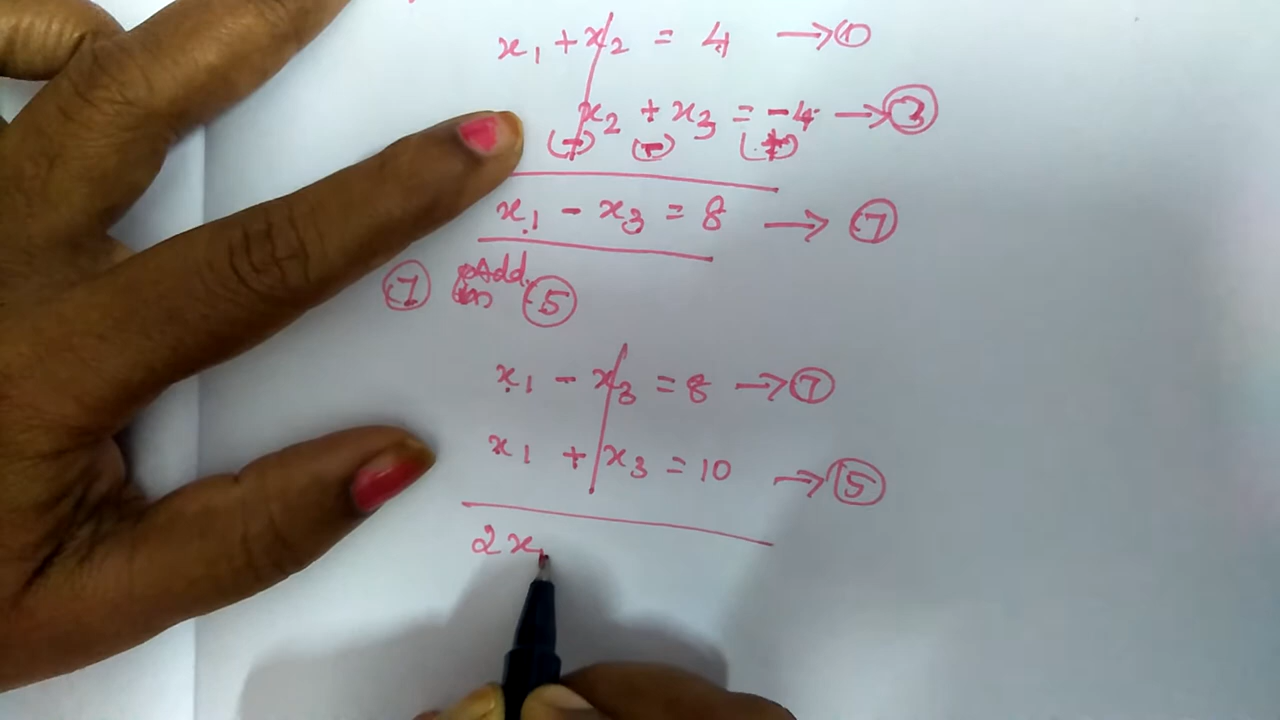 x₁ + x₂ = 4 → ①
x₂ + x₃ = -4 → ③
(-) (-) (+)
x₁ - x₃ = 8 → ⑦
⑦ Add ⑤
x₁ - x₃ = 8 → ⑦
x₁ + x₃ = 10 → ⑤
2x₁